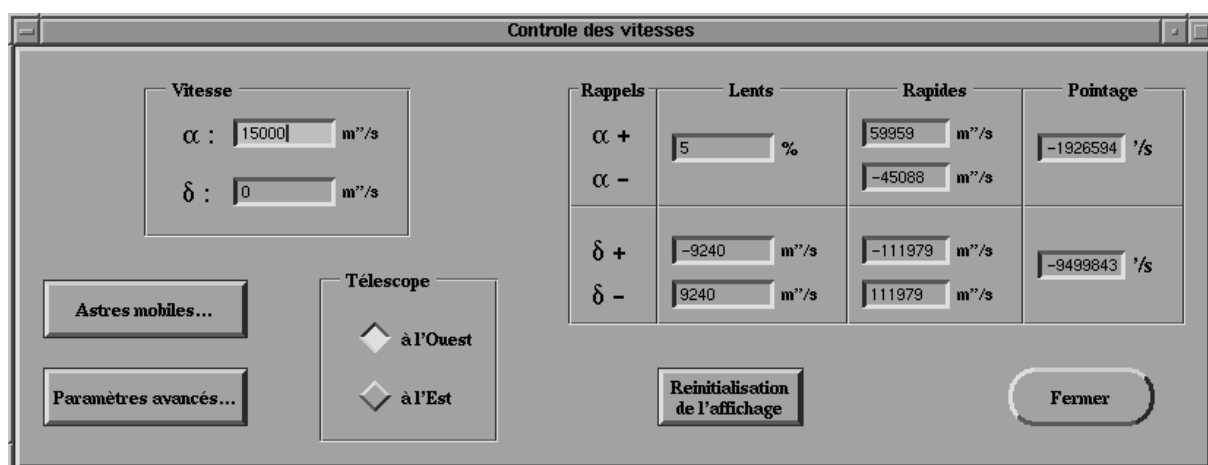 Controle des vitesses
Vitesse
α : 15000 m"/s
δ : 0 m"/s
Rappels Lents Rapides Pointage
α + 5 % 59959 m"/s -1926594 '/s
α - -45088 m"/s
δ + -9240 m"/s -111979 m"/s -9499843 '/s
δ - 9240 m"/s 111979 m"/s
Astres mobiles...
Paramètres avancés...
Télescope
à l'Ouest
à l'Est
Reinitialisation
de l'affichage
Fermer